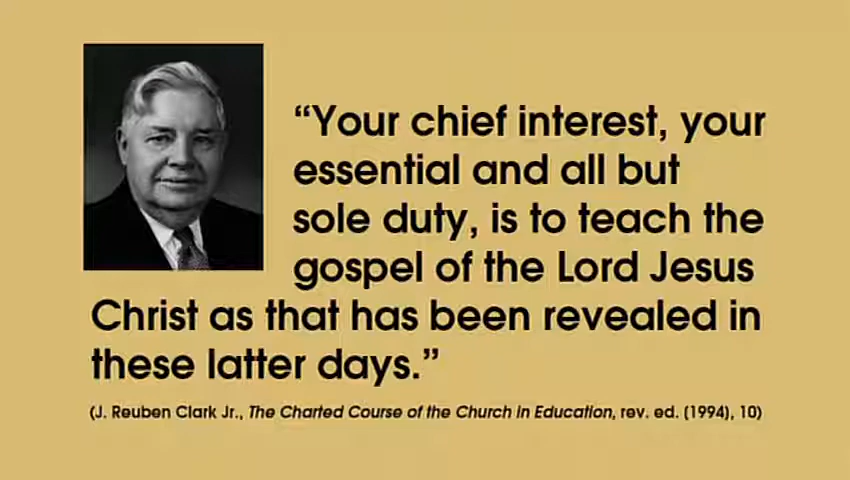 “Your chief interest, your
essential and all but
sole duty, is to teach the
gospel of the Lord Jesus
Christ as that has been revealed in
these latter days.”
(J. Reuben Clark Jr., The Charted Course of the Church in Education, rev. ed. (1994), 10)